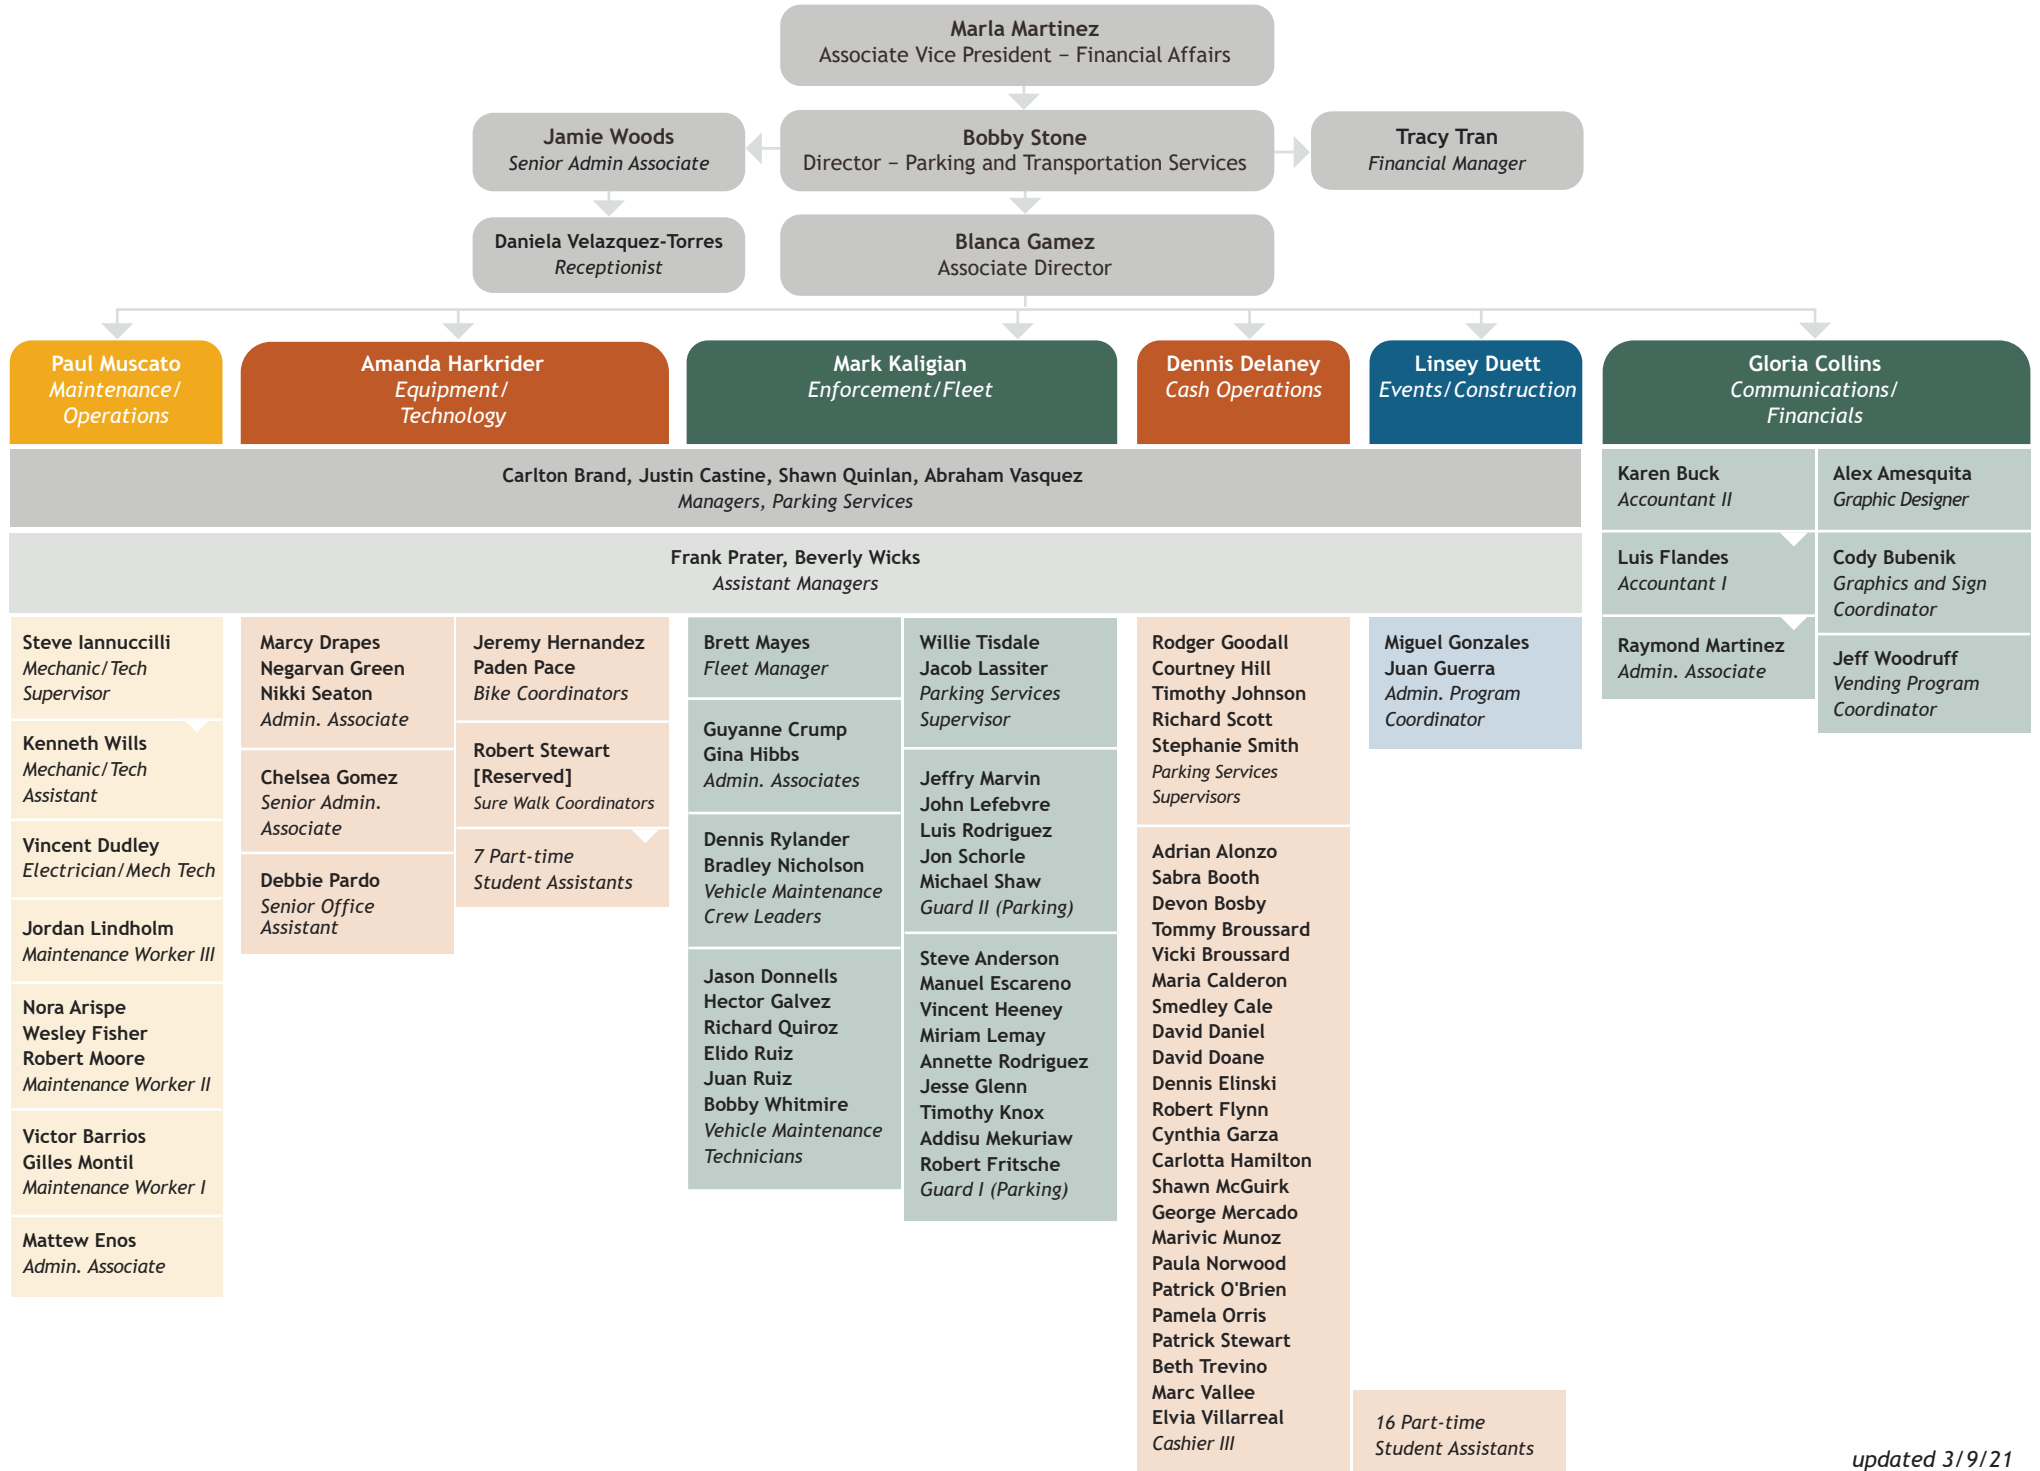 Marla Martinez
Associate Vice President – Financial Affairs
Jamie Woods
Senior Admin Associate
Bobby Stone
Director – Parking and Transportation Services
Tracy Tran
Financial Manager
Daniela Velazquez-Torres
Receptionist
Blanca Gamez
Associate Director
Paul Muscato
Maintenance/
Operations
Amanda Harkrider
Equipment/
Technology
Mark Kaligian
Enforcement/Fleet
Dennis Delaney
Cash Operations
Linsey Duett
Events/Construction
Gloria Collins
Communications/
Financials
Carlton Brand, Justin Castine, Shawn Quinlan, Abraham Vasquez
Managers, Parking Services
Frank Prater, Beverly Wicks
Assistant Managers
Steve Iannuccilli
Mechanic/Tech
Supervisor
Kenneth Wills
Mechanic/Tech
Assistant
Vincent Dudley
Electrician/Mech Tech
Jordan Lindholm
Maintenance Worker III
Nora Arispe
Wesley Fisher
Robert Moore
Maintenance Worker II
Victor Barrios
Gilles Montil
Maintenance Worker I
Mattew Enos
Admin. Associate
Marcy Drapes
Negarvan Green
Nikki Seaton
Admin. Associate
Chelsea Gomez
Senior Admin.
Associate
Debbie Pardo
Senior Office
Assistant
Jeremy Hernandez
Paden Pace
Bike Coordinators
Robert Stewart
[Reserved]
Sure Walk Coordinators
7 Part-time
Student Assistants
Brett Mayes
Fleet Manager
Guyanne Crump
Gina Hibbs
Admin. Associates
Dennis Rylander
Bradley Nicholson
Vehicle Maintenance
Crew Leaders
Jason Donnells
Hector Galvez
Richard Quiroz
Elido Ruiz
Juan Ruiz
Bobby Whitmire
Vehicle Maintenance
Technicians
Willie Tisdale
Jacob Lassiter
Parking Services
Supervisor
Jeffry Marvin
John Lefebvre
Luis Rodriguez
Jon Schorle
Michael Shaw
Guard II (Parking)
Steve Anderson
Manuel Escareno
Vincent Heeney
Miriam Lemay
Annette Rodriguez
Jesse Glenn
Timothy Knox
Addisu Mekuriaw
Robert Fritsche
Guard I (Parking)
Rodger Goodall
Courtney Hill
Timothy Johnson
Richard Scott
Stephanie Smith
Parking Services
Supervisors
Adrian Alonzo
Sabra Booth
Devon Bosby
Tommy Broussard
Vicki Broussard
Maria Calderon
Smedley Cale
David Daniel
David Doane
Dennis Elinski
Robert Flynn
Cynthia Garza
Carlotta Hamilton
Shawn McGuirk
George Mercado
Marivic Munoz
Paula Norwood
Patrick O'Brien
Pamela Orris
Patrick Stewart
Beth Trevino
Marc Vallee
Elvia Villarreal
Cashier III
16 Part-time
Student Assistants
Miguel Gonzales
Juan Guerra
Admin. Program
Coordinator
Karen Buck
Accountant II
Luis Flandes
Accountant I
Raymond Martinez
Admin. Associate
Alex Amesquita
Graphic Designer
Cody Bubenik
Graphics and Sign
Coordinator
Jeff Woodruff
Vending Program
Coordinator
updated 3/9/21